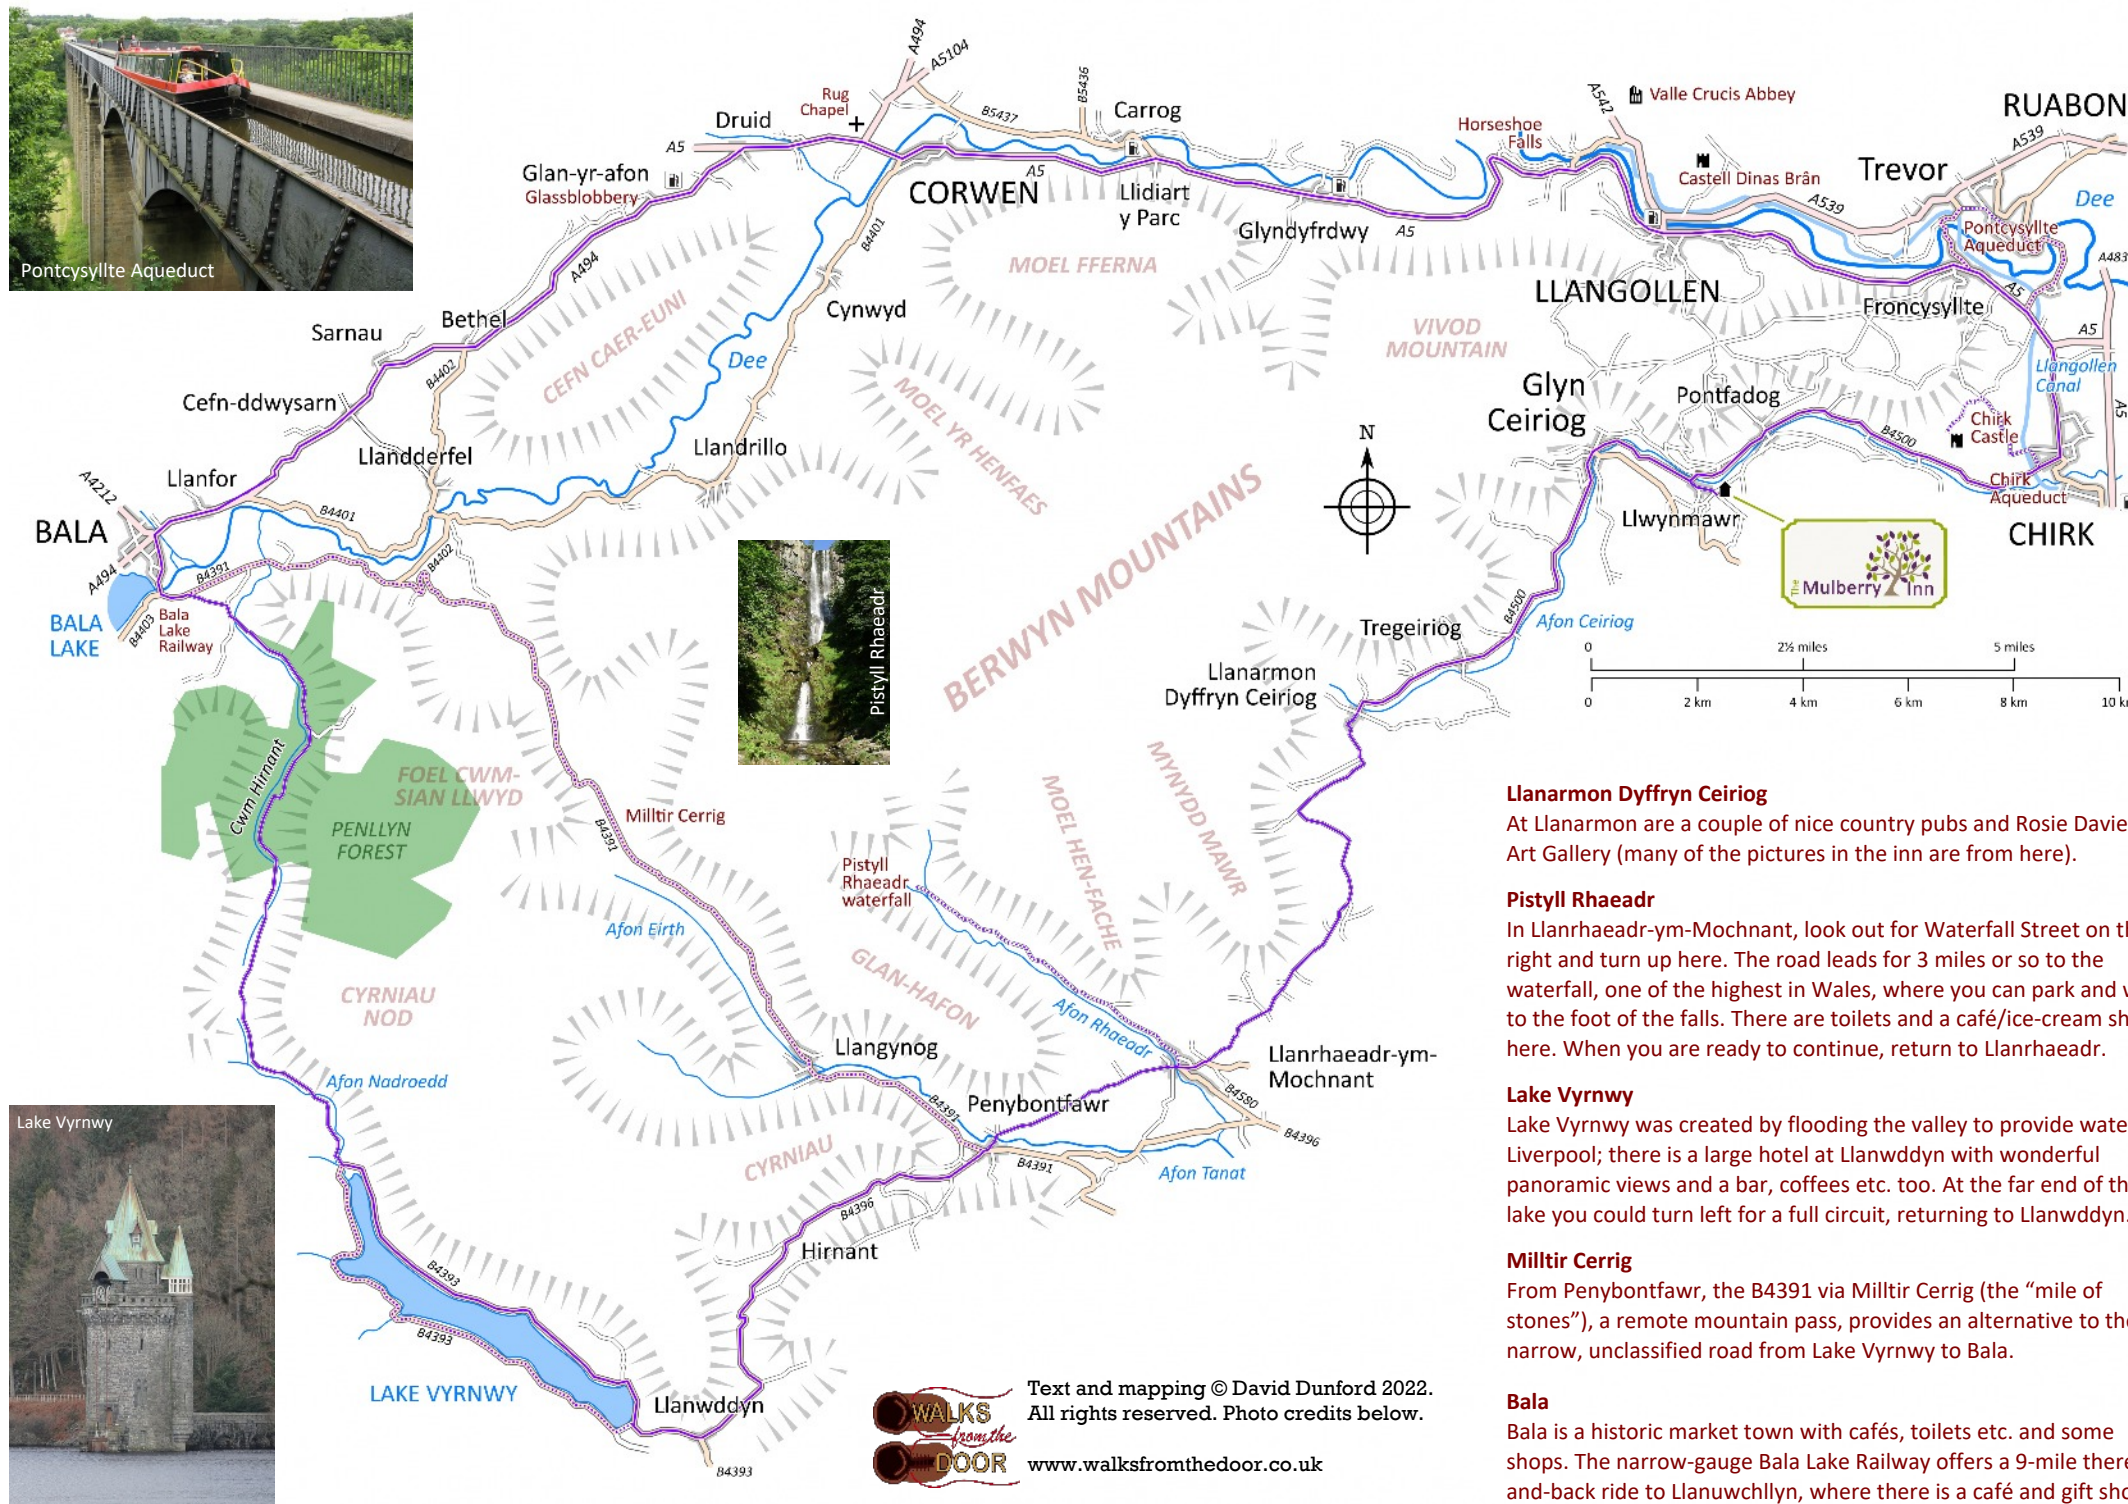 Pontcysyllte Aqueduct
A494
A5104
Rug
Chapel
Druid
A5
B5437
B5436
Carrog
Glan-yr-afon
Glassblobbery
CORWEN
A5
Llidiart
y Parc
Glyndyfrdwy
A5
Horseshoe
Falls
A542
Valle Crucis Abbey
Castell Dinas Brân
A539
Trevor
RUABON
A539
Dee
Pontcysyllte
Aqueduct
A483
A494
B4401
MOEL FFERNA
LLANGOLLEN
Froncysyllte
A5
A5
Llangollen
Canal
A5
Cynwyd
VIVOD
MOUNTAIN
Sarnau
Bethel
CEFN CAER-EUNI
Dee
B4402
Cefn-ddwysarn
Llandderfel
Llandrillo
MOEL YR HENFAES
Glyn
Ceiriog
Pontfadog
B4500
Chirk
Castle
Chirk
Aqueduct
CHIRK
N
Llwynmawr
The
Mulberry Inn
A4212
Llanfor
BALA
B4401
B4402
A494
B4391
BALA
LAKE
B4403
Bala
Lake
Railway
Pistyll Rhaeadr
BERWYN MOUNTAINS
B4500
Afon Ceiriog
Tregeiriog
Llanarmon
Dyffryn Ceiriog
0
2½ miles
5 miles
0
2 km
4 km
6 km
8 km
Cwm Hirnant
FOEL CWM-
SIAN LLWYD
PENLLYN
FOREST
Milltir Cerrig
B4391
Pistyll
Rhaeadr
waterfall
MOEL HEN-FACHE
MYNYDD MAWR
Afon Eirth
GLAN-HAFON
Afon Rhaeadr
CYRNIAU
NOD
Llangynog
Llanrhaeadr-ym-
Mochnant
Afon Nadroedd
B4391
Penybontfawr
B4580
B4396
CYRNIAU
B4391
Afon Tanat
B4396
Hirnant
Lake Vyrnwy
B4393
B4393
LAKE VYRNWY
Llanwddyn
B4393
WALKS
from the
DOOR
Text and mapping © David Dunford 2022.
All rights reserved. Photo credits below.
www.walksfromthedoor.co.uk
Llanarmon Dyffryn Ceiriog
At Llanarmon are a couple of nice country pubs and Rosie Davie
Art Gallery (many of the pictures in the inn are from here).
Pistyll Rhaeadr
In Llanrhaeadr-ym-Mochnant, look out for Waterfall Street on th
right and turn up here. The road leads for 3 miles or so to the
waterfall, one of the highest in Wales, where you can park and
to the foot of the falls. There are toilets and a café/ice-cream sh
here. When you are ready to continue, return to Llanrhaeadr.
Lake Vyrnwy
Lake Vyrnwy was created by flooding the valley to provide wate
Liverpool; there is a large hotel at Llanwddyn with wonderful
panoramic views and a bar, coffees etc. too. At the far end of th
lake you could turn left for a full circuit, returning to Llanwddyn.
Milltir Cerrig
From Penybontfawr, the B4391 via Milltir Cerrig (the “mile of
stones”), a remote mountain pass, provides an alternative to the
narrow, unclassified road from Lake Vyrnwy to Bala.
Bala
Bala is a historic market town with cafés, toilets etc. and some
shops. The narrow-gauge Bala Lake Railway offers a 9-mile there
and-back ride to Llanuwchllyn, where there is a café and gift sho